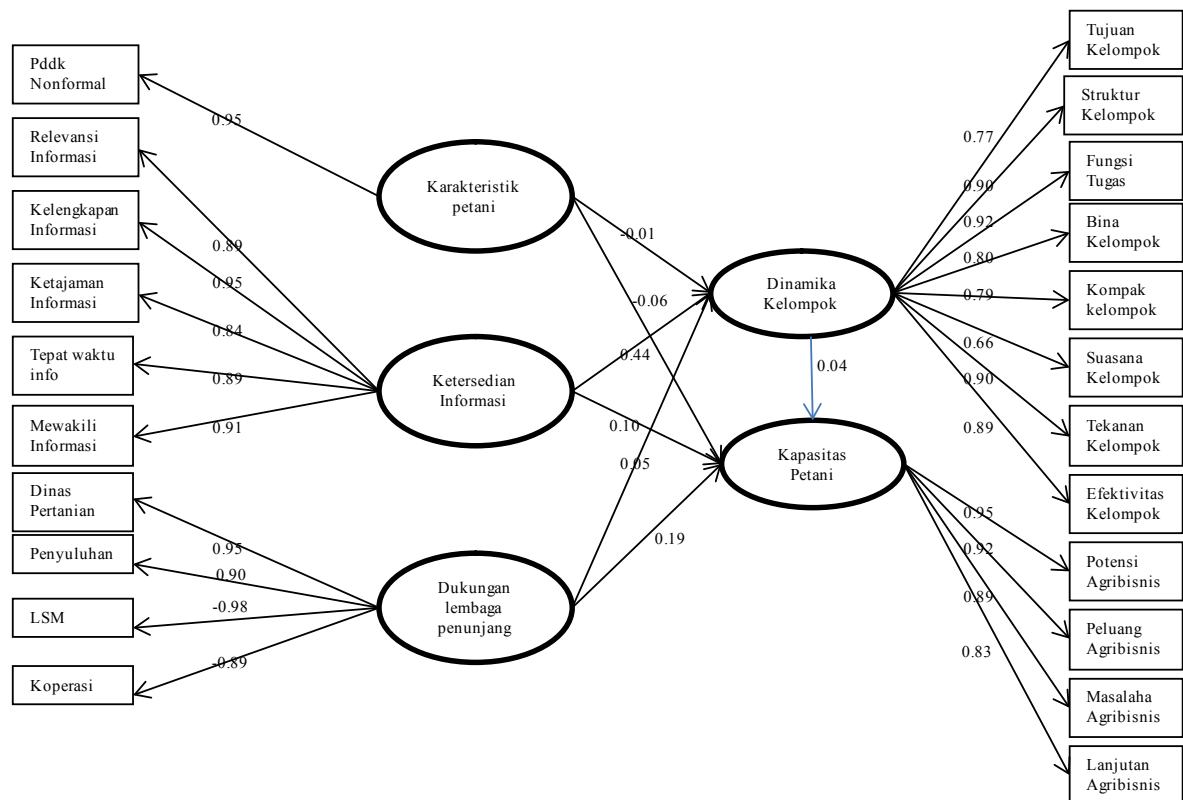 Pddk
Nonformal
Relevansi
Informasi
Kelengkapan
Informasi
Ketajaman
Informasi
Tepat waktu
info
Mewakili
Informasi
Dinas
Pertanian
Penyuluhan
LSM
Koperasi
0.95
0.89
0.95
0.84
0.89
0.91
0.95
0.90
-0.98
-0.89
Karakteristik
petani
Ketersedian
Informasi
Dukungan
lembaga
penunjang
-0.01
-0.06
0.44
0.10
0.05
0.19
Dinamika
Kelompok
0.04
Kapasitas
Petani
0.77
0.90
0.92
0.80
0.79
0.66
0.90
0.89
0.95
0.92
0.89
0.83
Tujuan
Kelompok
Struktur
Kelompok
Fungsi
Tugas
Bina
Kelompok
Kompak
kelompok
Suasana
Kelompok
Tekanan
Kelompok
Efektivitas
Kelompok
Potensi
Agribisnis
Peluang
Agribisnis
Masalaha
Agribisnis
Lanjutan
Agribisnis